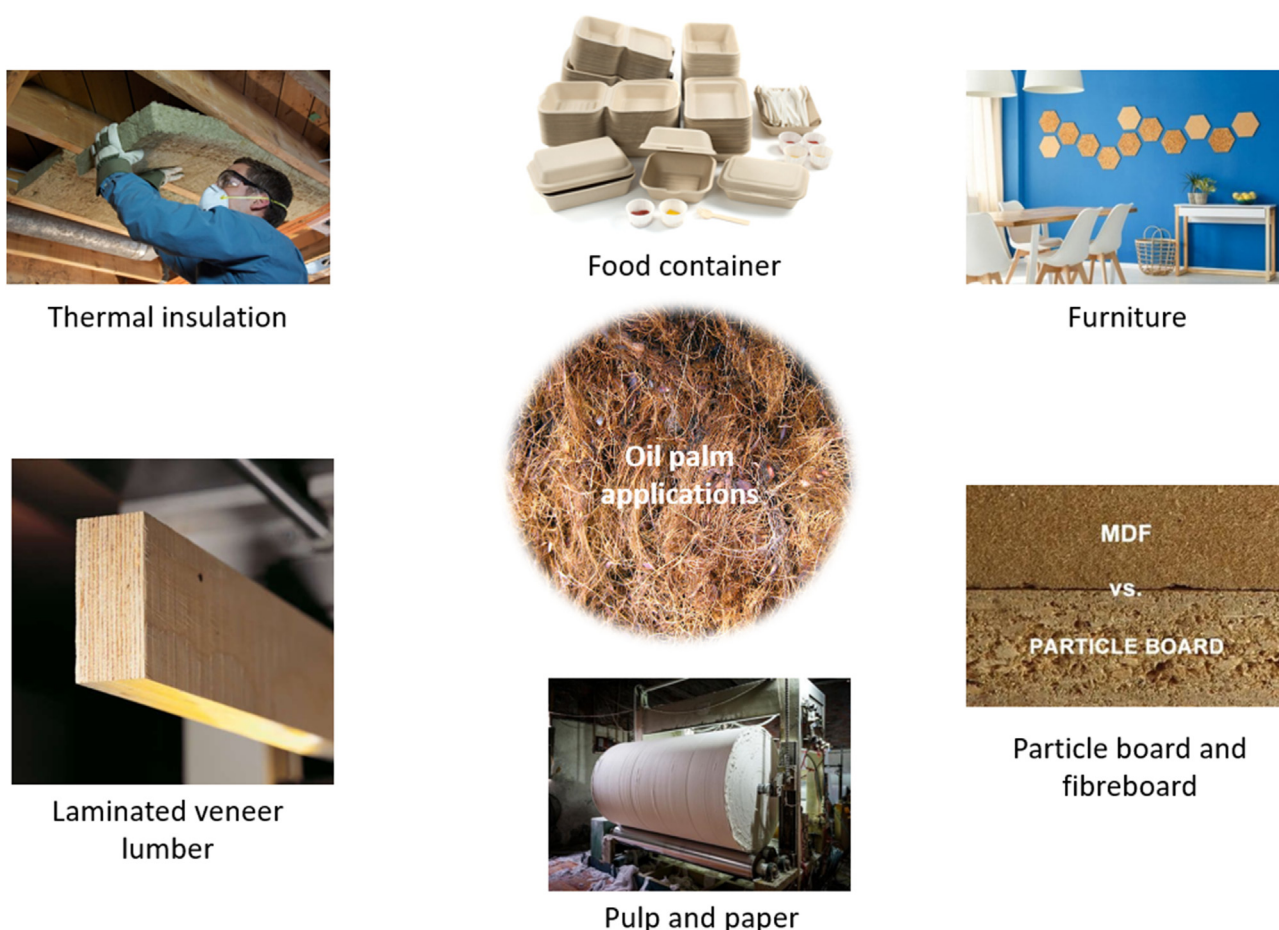 Food container
Thermal insulation
Furniture
Oil palm
applications
MDF
vs.
PARTICLE BOARD
Particle board and
fibreboard
Laminated veneer
lumber
Pulp and paper